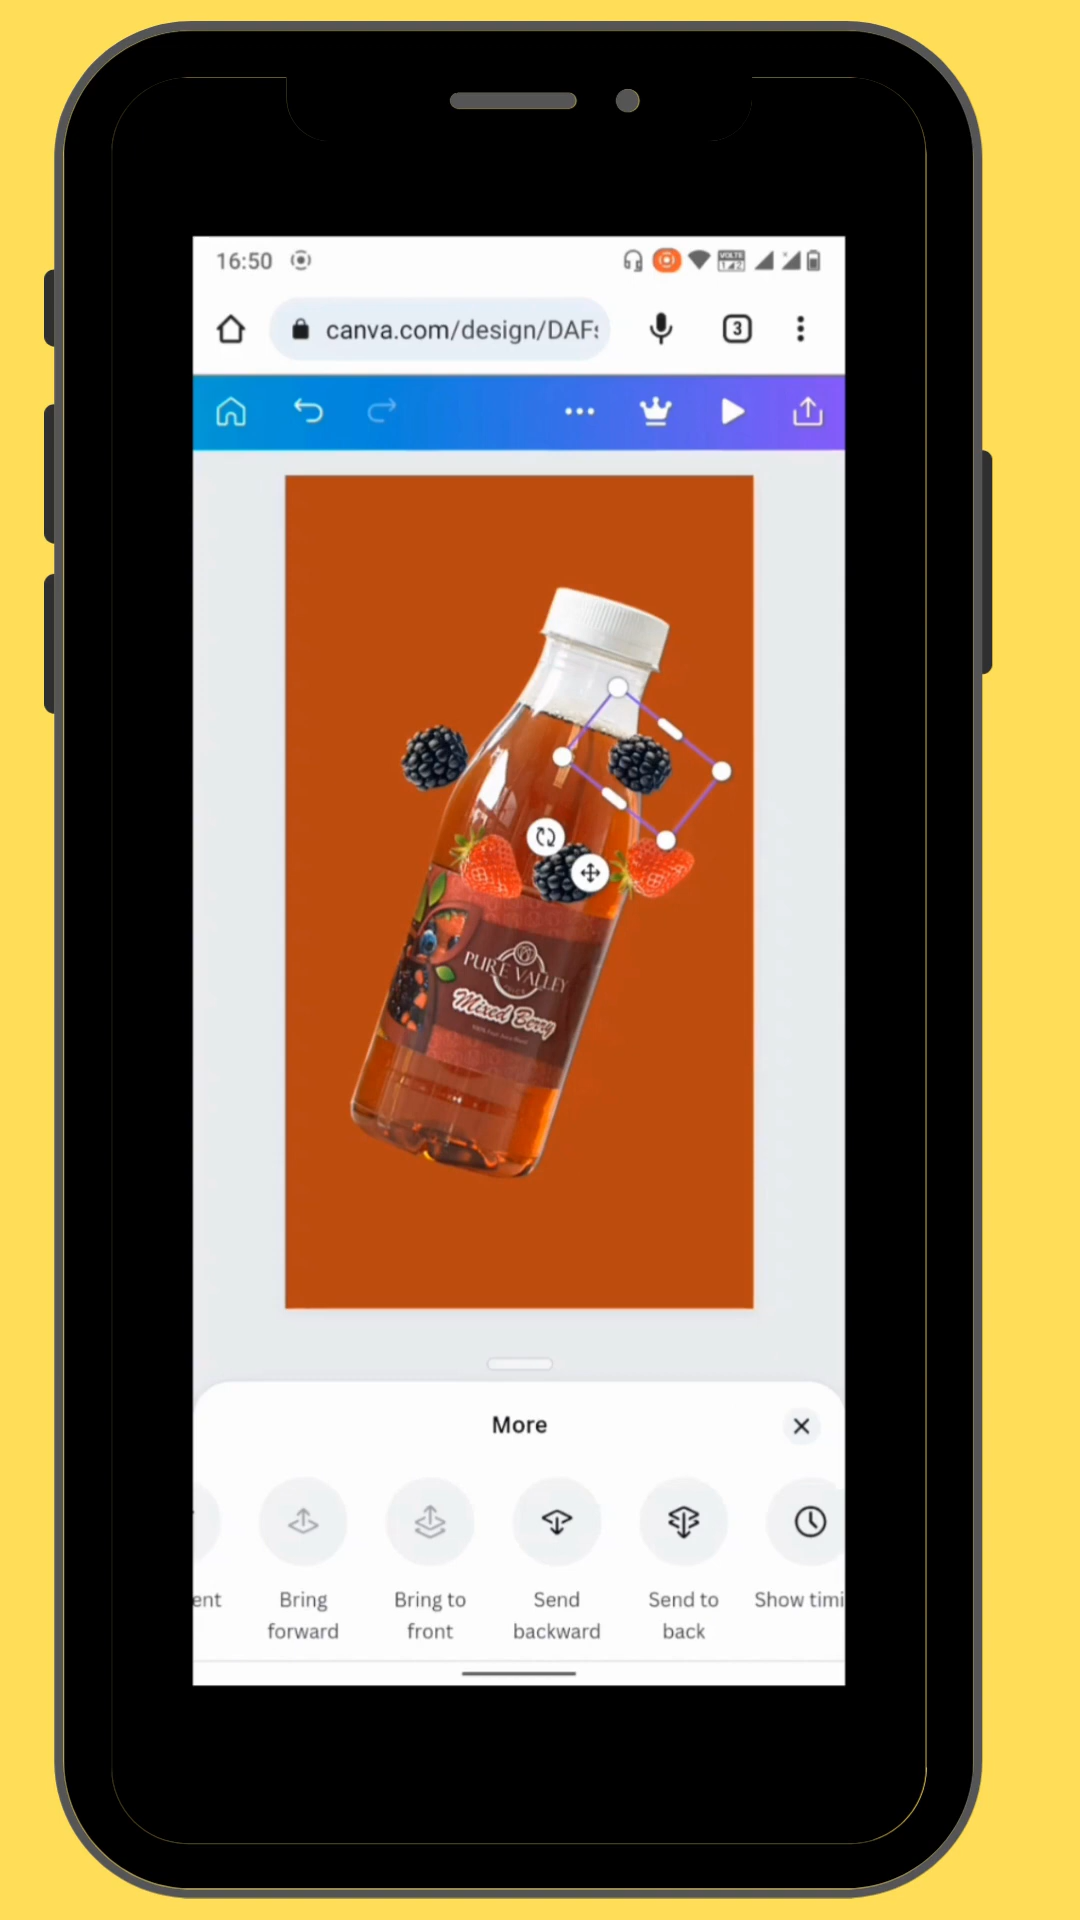 16:50
VOLTE
canva.com/design/DAF
3
PURE VALLEY
Mixed Berry
More
ent
Bring forward
Bring to front
Send backward
Send to back
Show timi